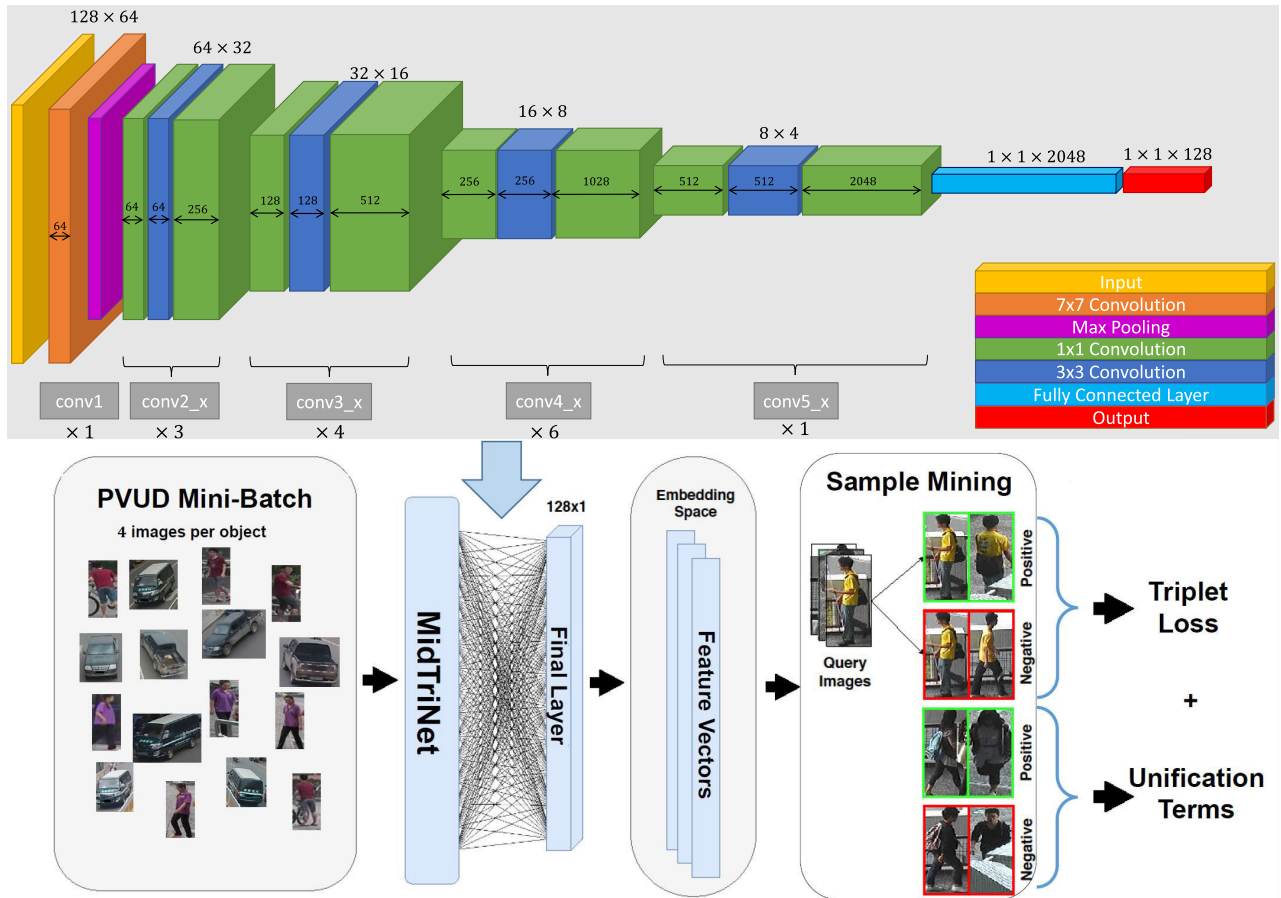 128 × 64
64 × 32
32 × 16
16 × 8
8 × 4
1 × 1 × 2048
1 × 1 × 128
64
64
64
256
128
128
512
256
256
1028
512
512
2048
Input
7x7 Convolution
Max Pooling
1x1 Convolution
3x3 Convolution
Fully Connected Layer
Output
conv1
conv2_x
conv3_x
conv4_x
conv5_x
× 1
× 3
× 4
× 6
× 1
PVUD Mini-Batch
4 images per object
MidTriNet
128x1
Final Layer
Embedding
Space
Feature Vectors
Sample Mining
Query
Images
Positive
Negative
Positive
Negative
Triplet
Loss
+
Unification
Terms